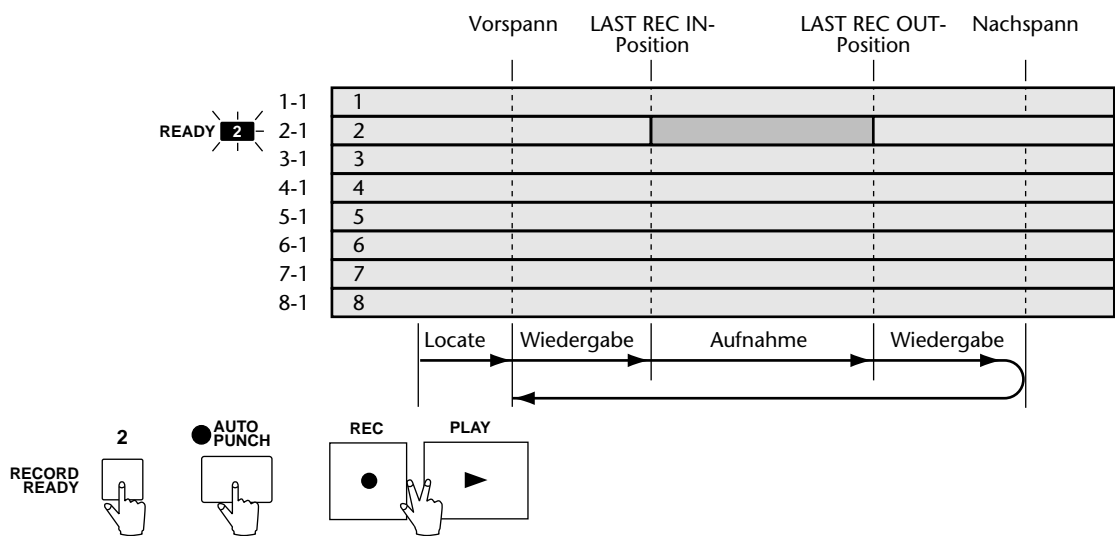 Vorspann LAST REC IN- LAST REC OUT- Nachspann
Position Position
1-1 1
READY 2 2-1 2
3-1 3
4-1 4
5-1 5
6-1 6
7-1 7
8-1 8
Locate Wiedergabe Aufnahme Wiedergabe
2 AUTO PUNCH REC PLAY
RECORD
READY